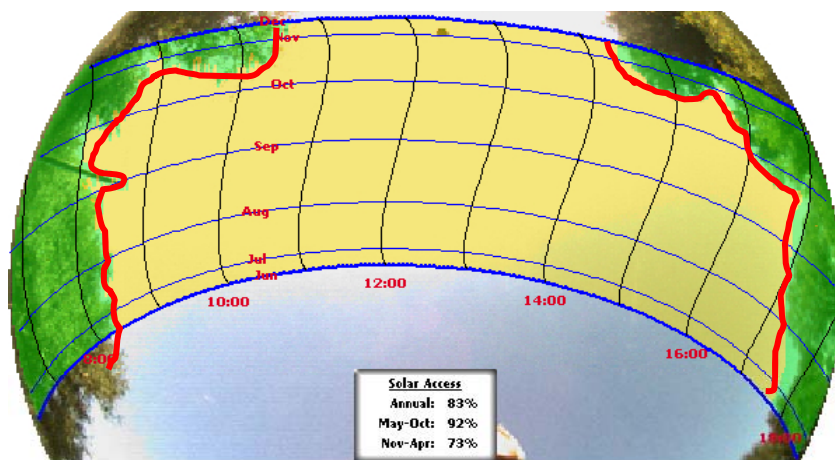 Dec
Nov
Oct
Sep
Aug
Jul
Jun
12:00
10:00
14:00
8:00
16:00
18:00
Solar Access
Annual: 83%
May-Oct: 92%
Nov-Apr: 73%